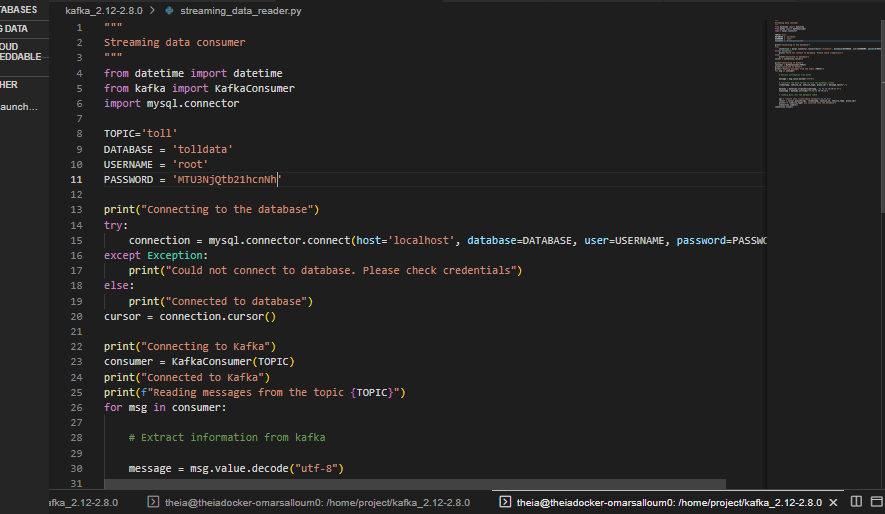 TABASES
G DATA
OUD
EDDABLE
HER
aunch...
kafka_2.12-2.8.0 > streaming_data_reader.py
1 """
2 Streaming data consumer
3 """
4 from datetime import datetime
5 from kafka import KafkaConsumer
6 import mysql.connector
7
8 TOPIC='toll'
9 DATABASE = 'tolldata'
10 USERNAME = 'root'
11 PASSWORD = 'MTU3NjQtb21hcnNh'
12
13 print("Connecting to the database")
14 try:
15     connection = mysql.connector.connect(host='localhost', database=DATABASE, user=USERNAME, password=PASSWO
16 except Exception:
17     print("Could not connect to database. Please check credentials")
18 else:
19     print("Connected to database")
20 cursor = connection.cursor()
21
22 print("Connecting to Kafka")
23 consumer = KafkaConsumer(TOPIC)
24 print("Connected to Kafka")
25 print(f"Reading messages from the topic {TOPIC}")
26 for msg in consumer:
27
28     # Extract information from kafka
29
30     message = msg.value.decode("utf-8")
31
afka_2.12-2.8.0 theia@theiadocker-omarsalloum0: /home/project/kafka_2.12-2.8.0 theia@theiadocker-omarsalloum0: /home/project/kafka_2.12-2.8.0